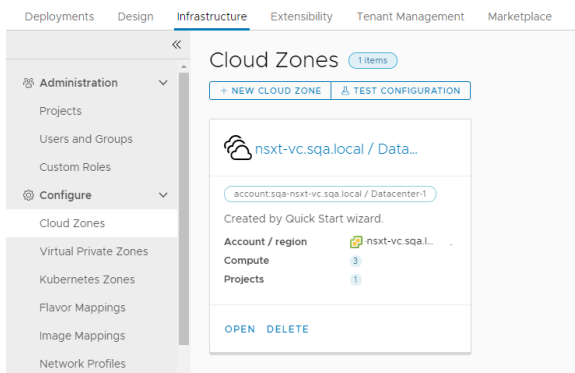 Deployments Design Infrastructure Extensibility Tenant Management Marketplace
Administration
Projects
Users and Groups
Custom Roles
Configure
Cloud Zones
Virtual Private Zones
Kubernetes Zones
Flavor Mappings
Image Mappings
Network Profiles
Cloud Zones 1 items
+ NEW CLOUD ZONE TEST CONFIGURATION
nsxt-vc.sqa.local / Data...
account:sqa-nsxt-vc.sqa.local / Datacenter-1
Created by Quick Start wizard.
Account / region nsxt-vc.sqa.l...
Compute 3
Projects 1
OPEN DELETE